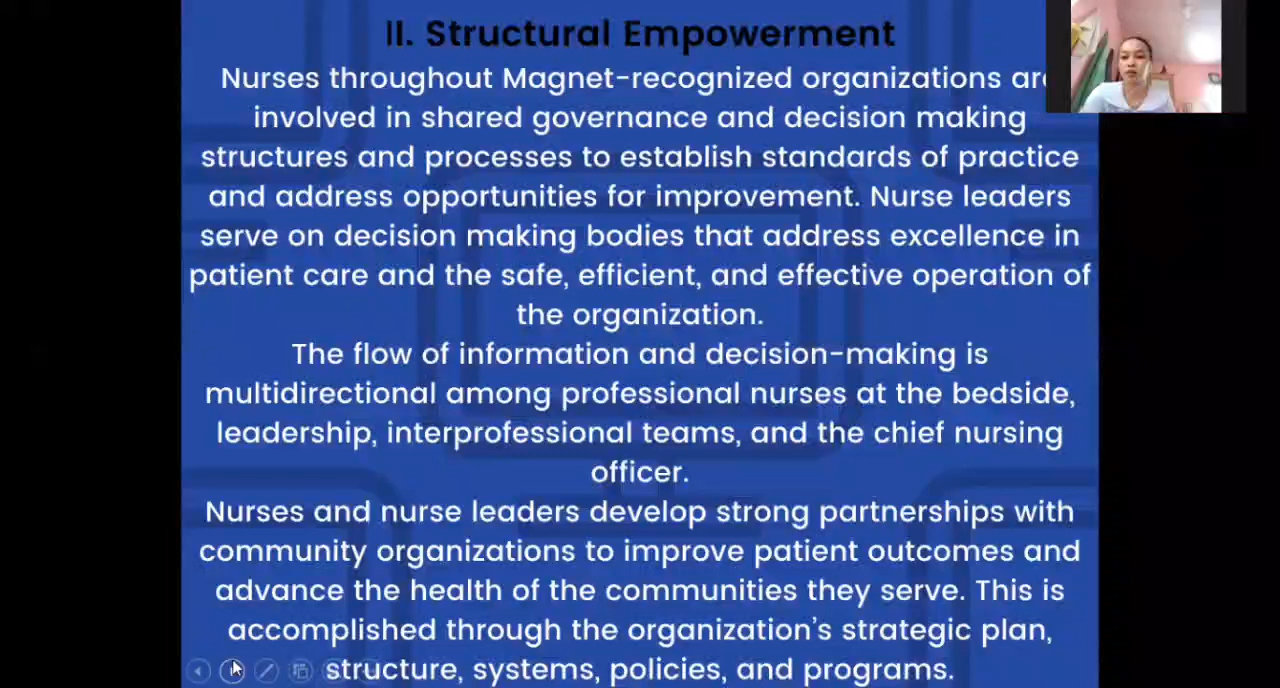 II. Structural Empowerment
Nurses throughout Magnet-recognized organizations are
involved in shared governance and decision making
structures and processes to establish standards of practice
and address opportunities for improvement. Nurse leaders
serve on decision making bodies that address excellence in
patient care and the safe, efficient, and effective operation of
the organization.
The flow of information and decision-making is
multidirectional among professional nurses at the bedside,
leadership, interprofessional teams, and the chief nursing
officer.
Nurses and nurse leaders develop strong partnerships with
community organizations to improve patient outcomes and
advance the health of the communities they serve. This is
accomplished through the organization's strategic plan,
structure, systems, policies, and programs.